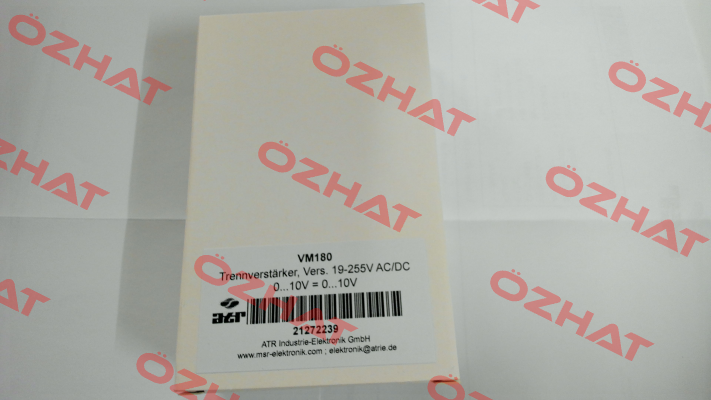 VM180
Trennverstärker, Vers. 19-255V AC/DC
0...10V = 0...10V
atr
21272239
ATR Industrie-Elektronik GmbH
www.msr-elektronik.com ; elektronik@atrie.de
ÖZHAT
ÖZHAT
ÖZHAT
ÖZHAT
ÖZHAT
ÖZHAT
ÖZHAT
ÖZHAT
ÖZHAT
ÖZHAT